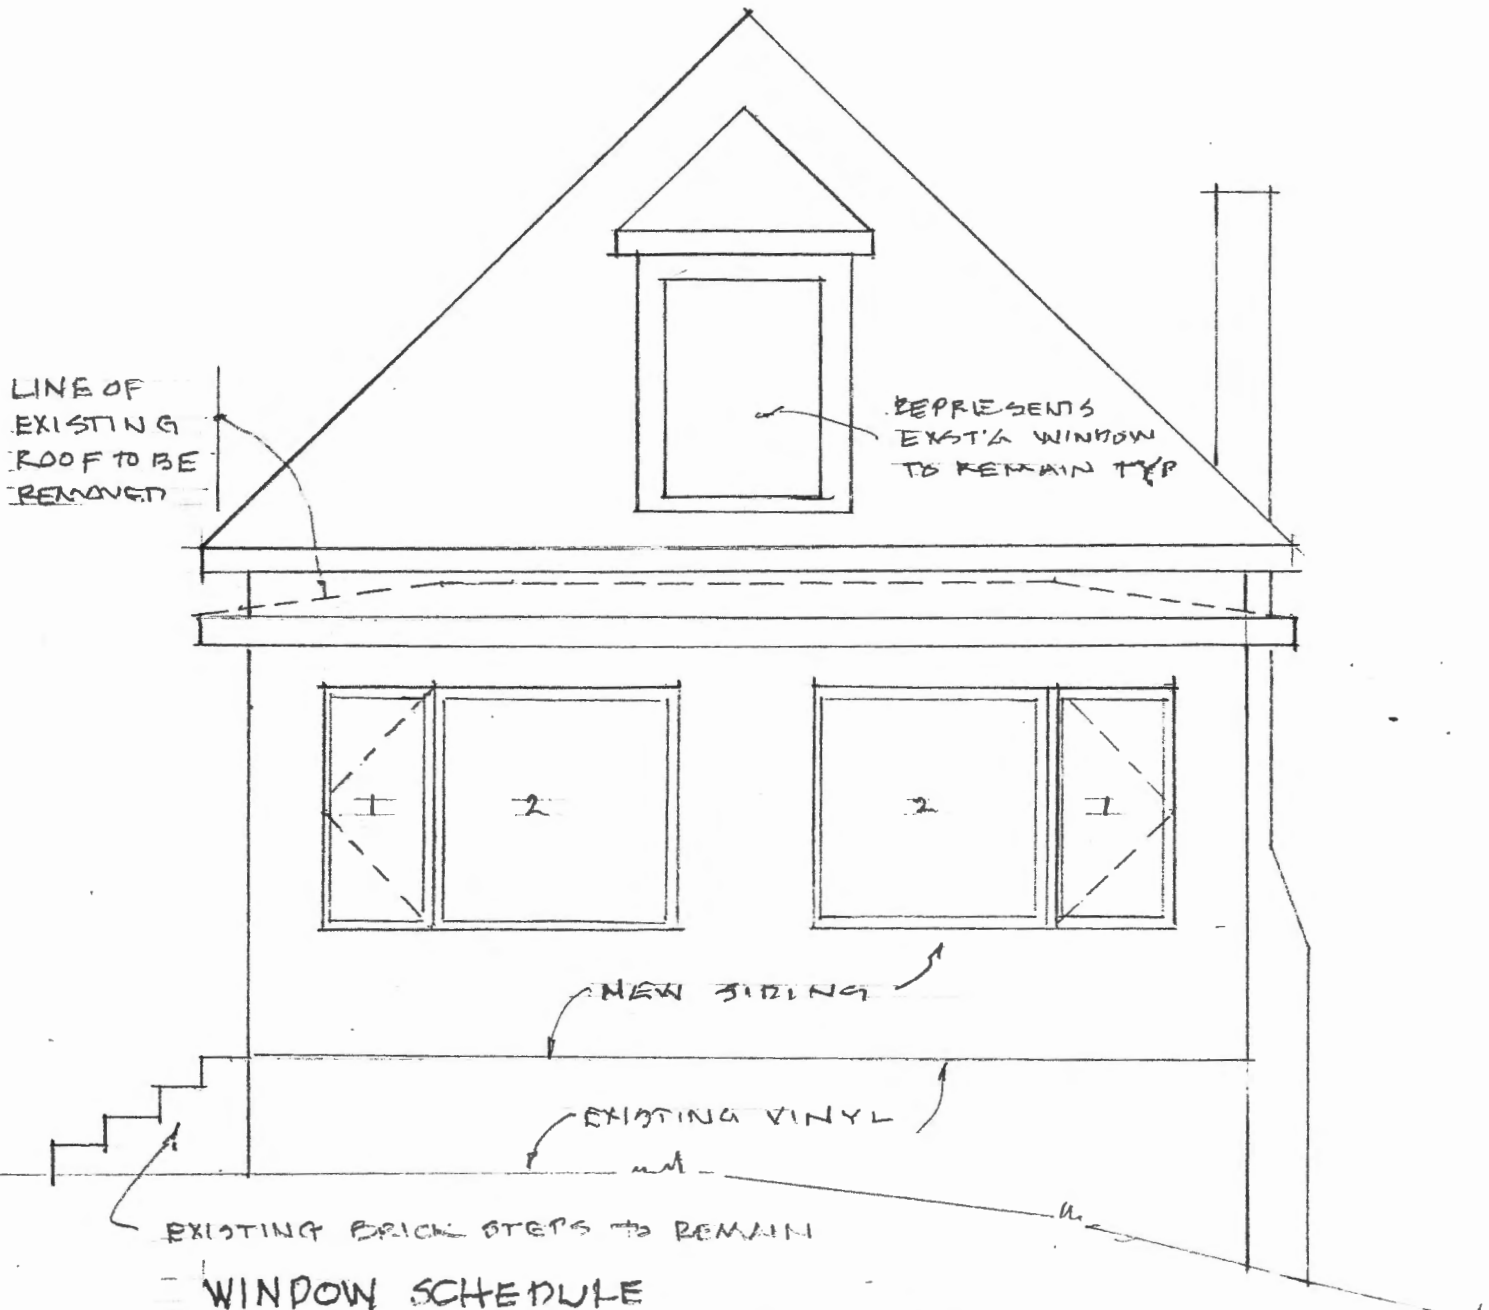 LINE OF
EXISTING
ROOF TO BE
REMOVED
REPRESENTS
EXST'G WINDOW
TO REMAIN TYP
1
2
2
1
NEW SIDING
EXISTING VINYL
EXISTING BRICK STEPS TO REMAIN
WINDOW SCHEDULE